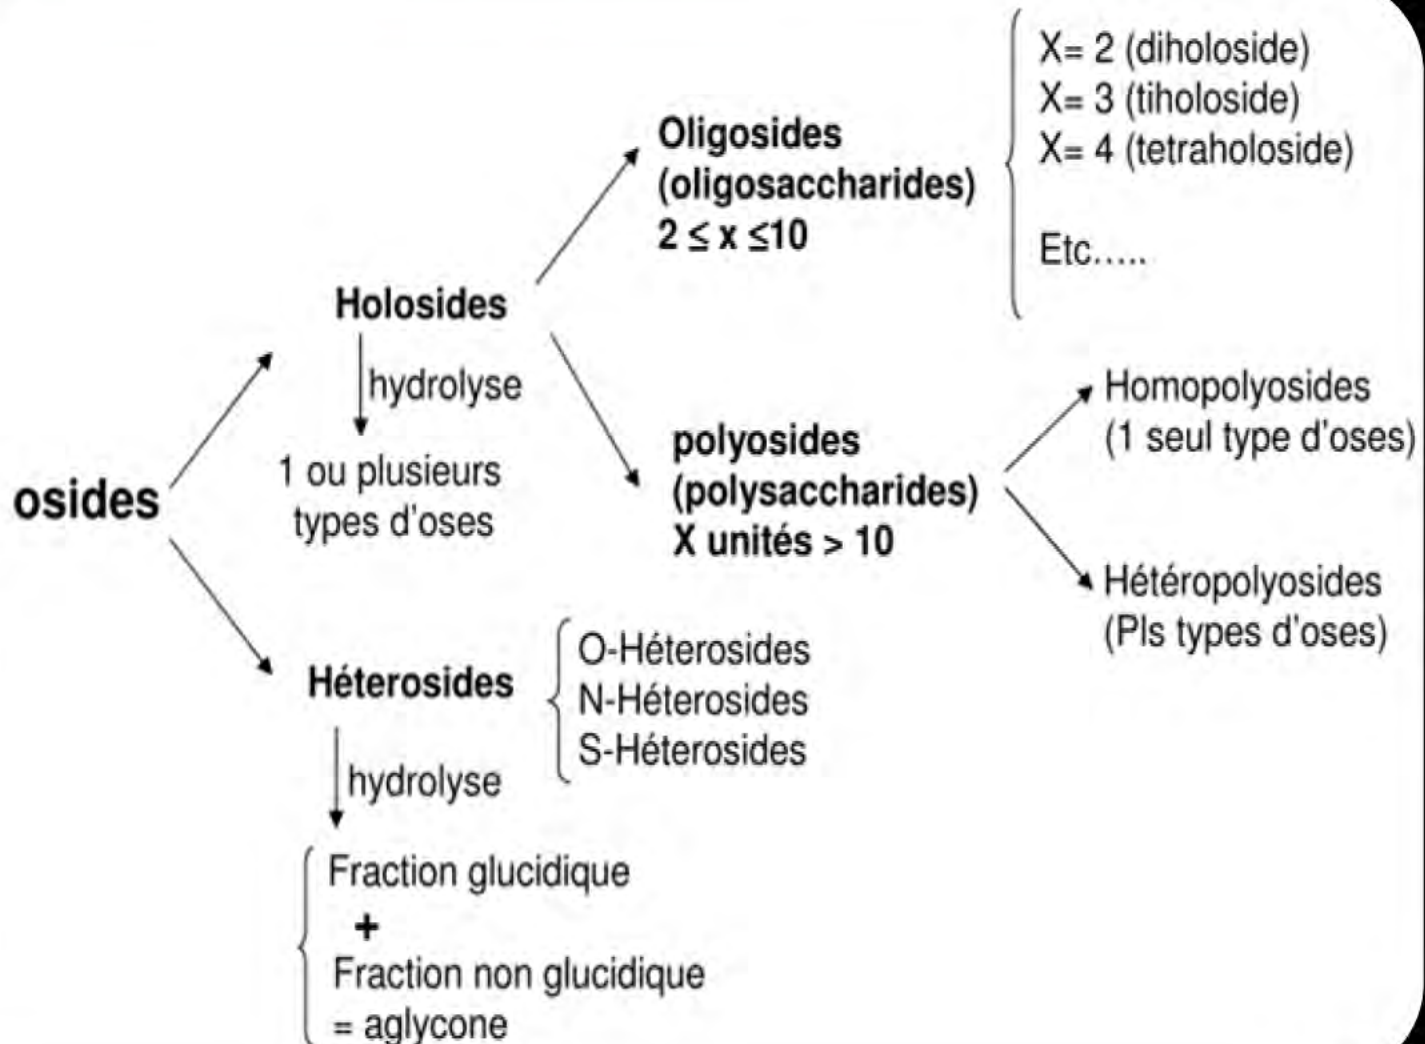 osides
Holosides
hydrolyse
1 ou plusieurs
types d'oses
Oligosides
(oligosaccharides)
2 ≤ x ≤10
X= 2 (diholoside)
X= 3 (tiholoside)
X= 4 (tetraholoside)
Etc.....
polyosides
(polysaccharides)
X unités > 10
Homopolyosides
(1 seul type d'oses)
Hétéropolyosides
(Pls types d'oses)
Héterosides
O-Héterosides
N-Héterosides
S-Héterosides
hydrolyse
Fraction glucidique
+
Fraction non glucidique
= aglycone